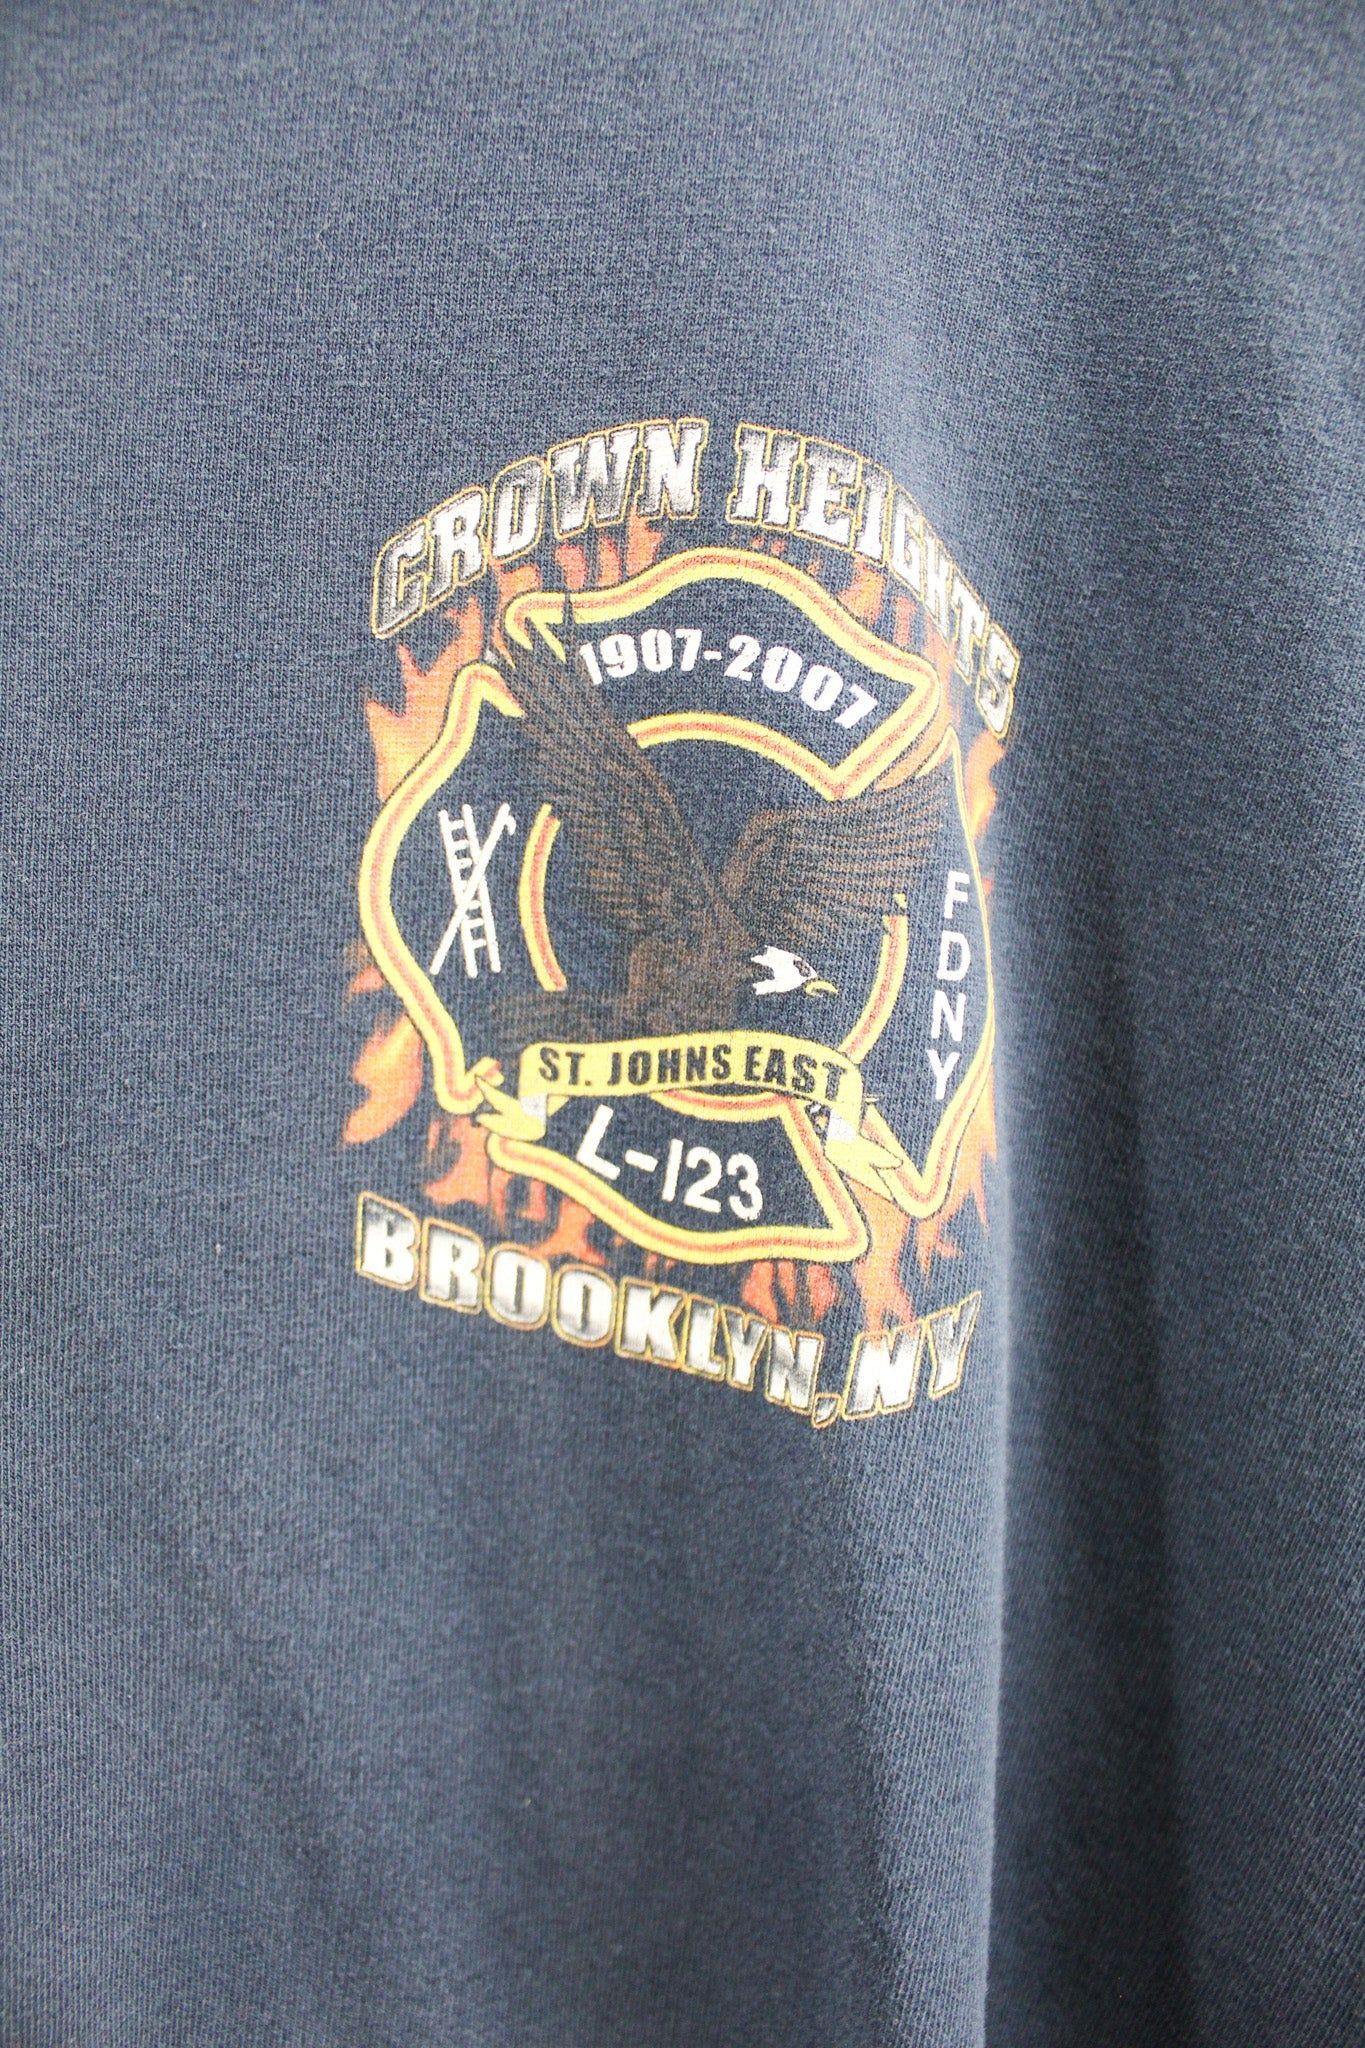 CROWN HEIGHTS
1907-2007
FDNY
ST. JOHNS EAST
L-123
BROOKLYN, NY